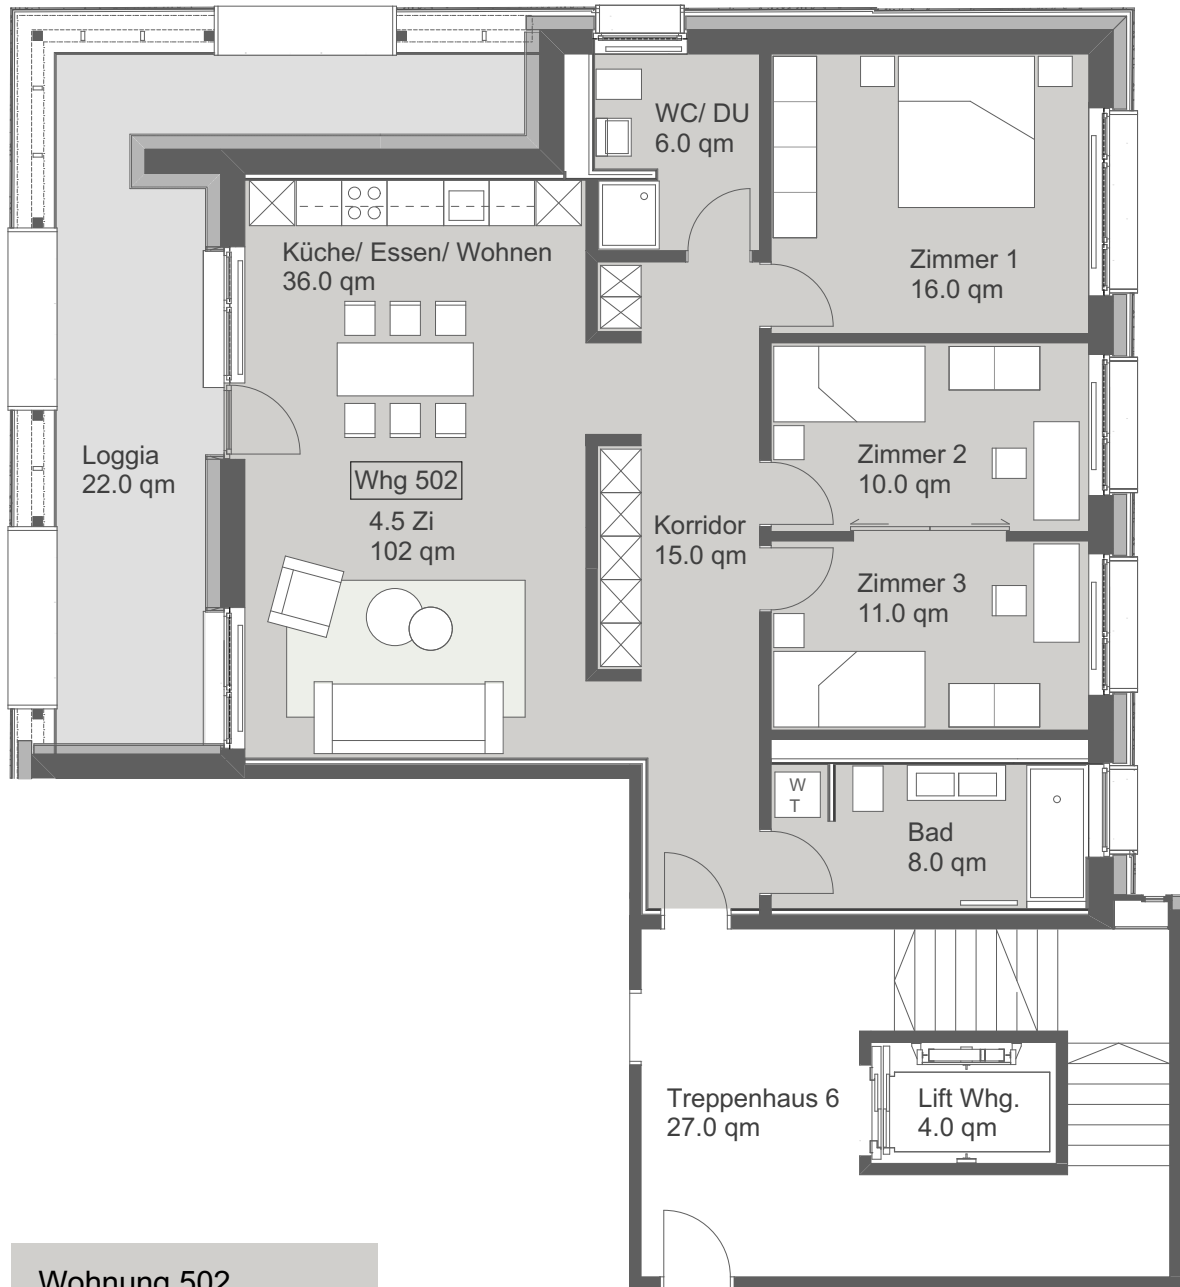 WC/ DU
6.0 qm
Küche/ Essen/ Wohnen
36.0 qm
Zimmer 1
16.0 qm
Loggia
22.0 qm
Whg 502
4.5 Zi
102 qm
Zimmer 2
10.0 qm
Korridor
15.0 qm
Zimmer 3
11.0 qm
W
T
Bad
8.0 qm
Treppenhaus 6
27.0 qm
Lift Whg.
4.0 qm
Wohnung 502